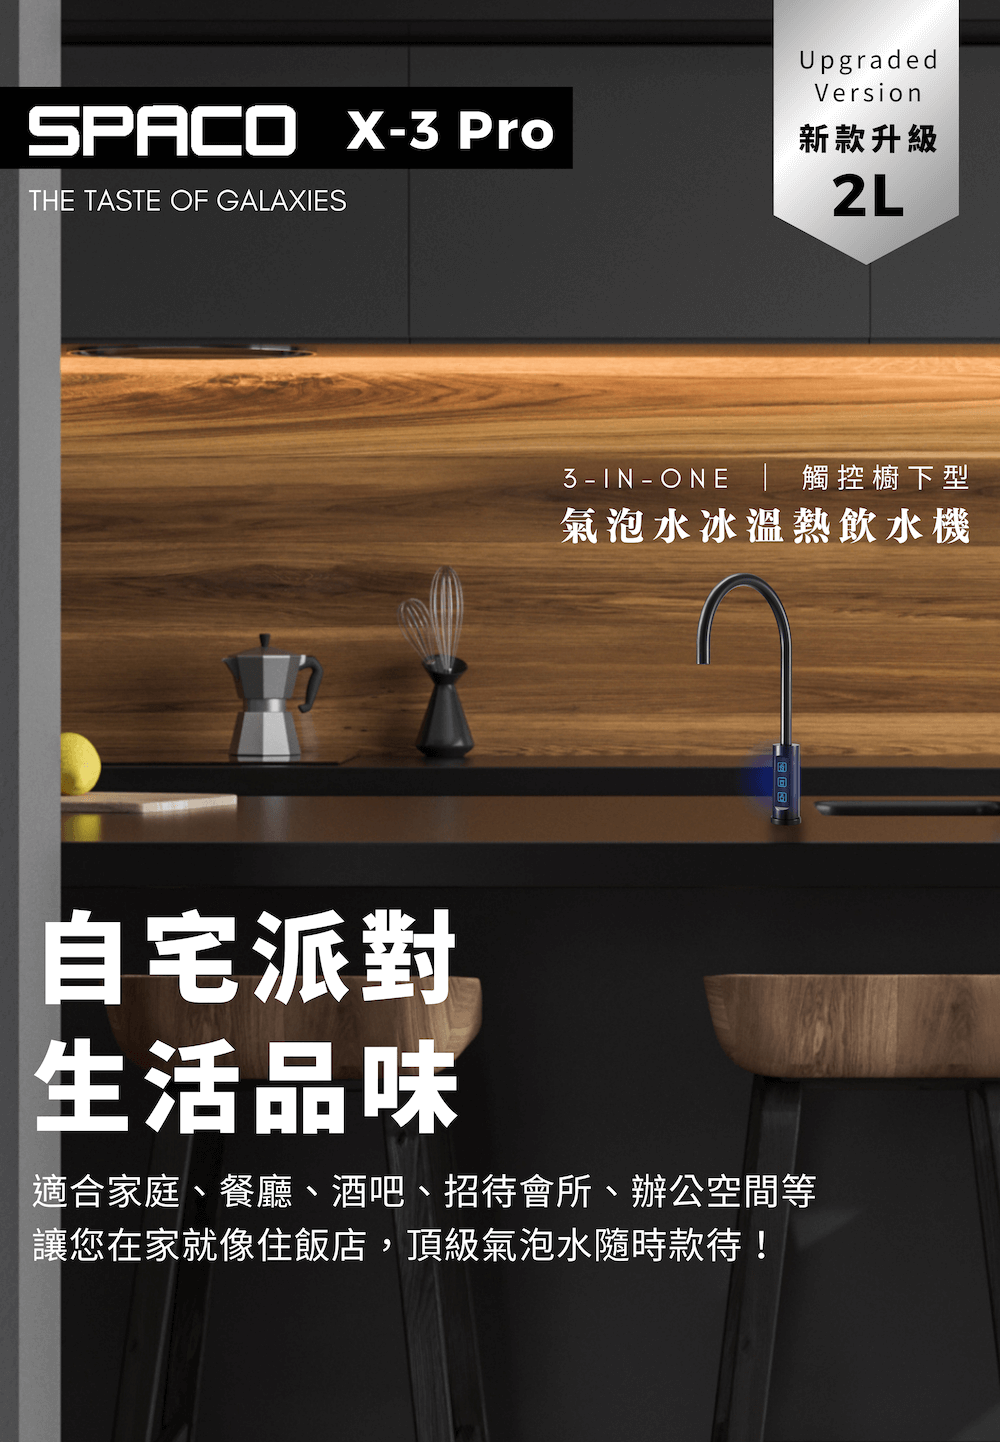 Upgraded
Version
新款升級
2L
SPACO X-3 Pro
THE TASTE OF GALAXIES
3-IN-ONE ｜ 觸控櫥下型
氣泡水冰溫熱飲水機
自宅派對
生活品味
適合家庭、餐廳、酒吧、招待會所、辦公空間等
讓您在家就像住飯店，頂級氣泡水隨時款待！